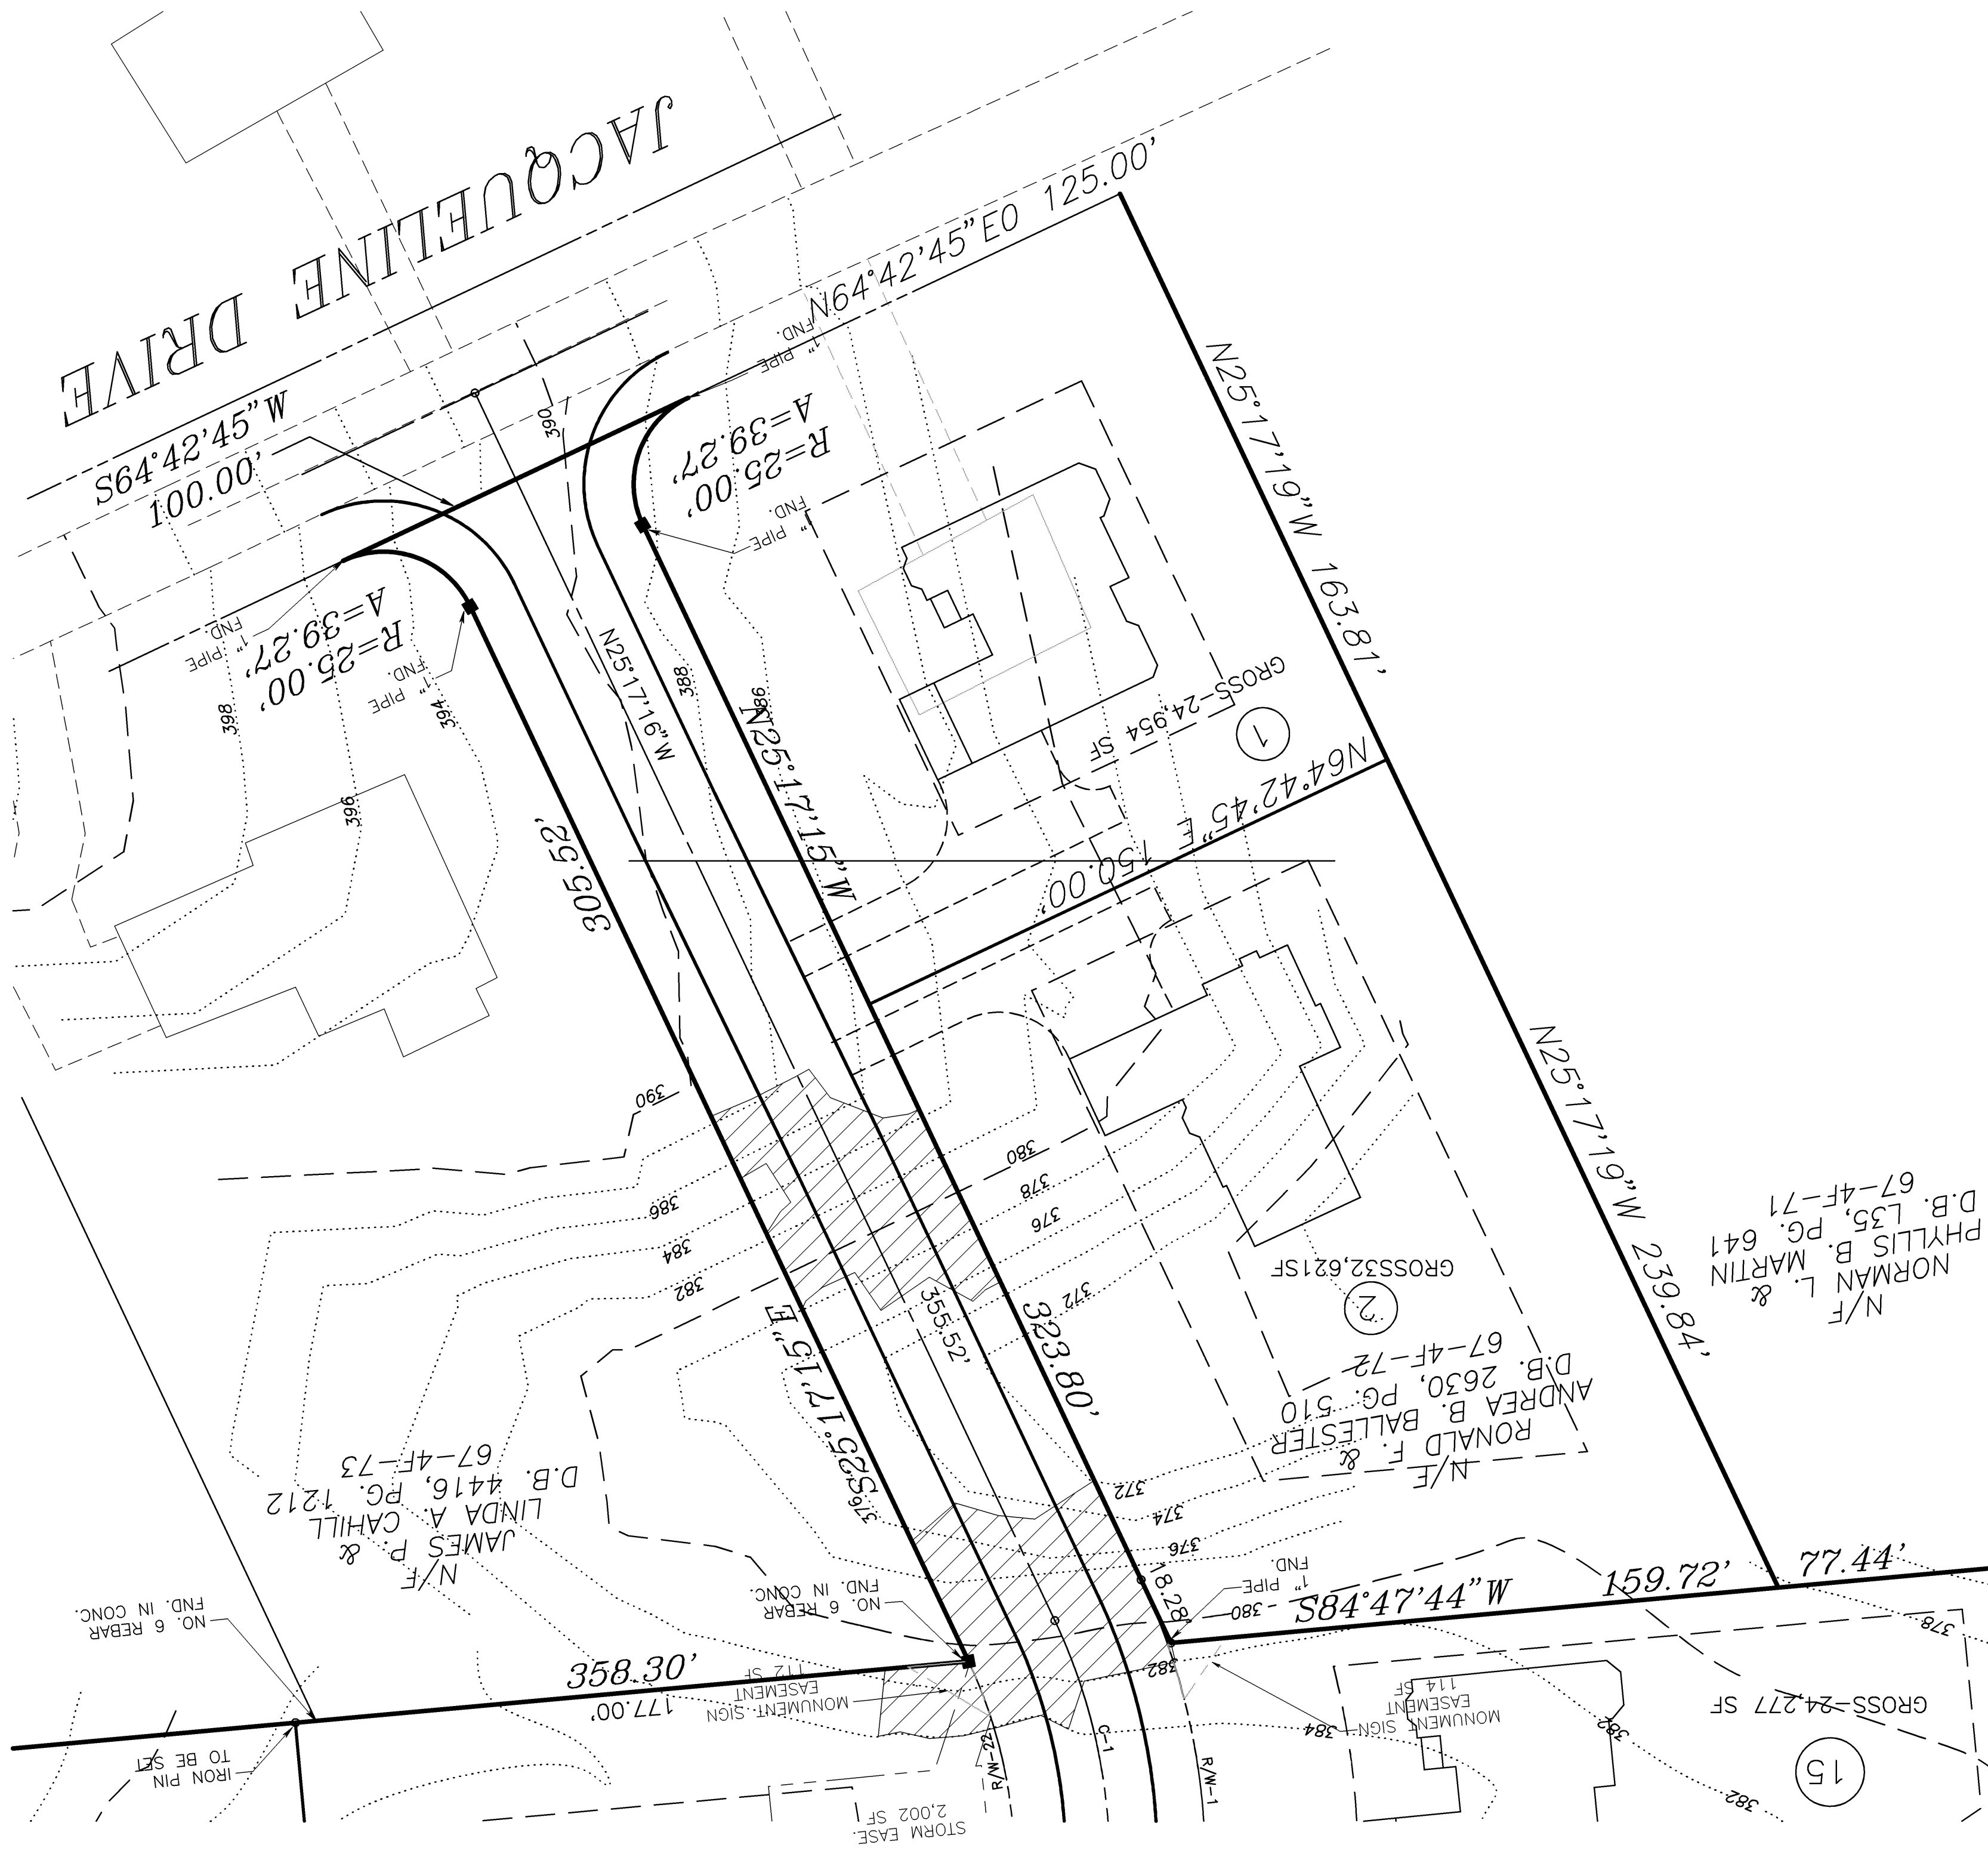 JACQUELINE DRIVE
S64°42'45"W
100.00'
N64°42'45"E0 125.00'
FND.
1" PIPE
R=25.00'
A=39.27'
FND.
1" PIPE
R=25.00'
A=39.27'
FND.
1" PIPE
FND.
1" PIPE
390
398
396
394
388
386
N25°17'16"W
N25°17'15"W
305.52'
N25°17'19"W 163.81'
GROSS-24,954 SF
1
N64°42'45"E
150.00'
390
386
384
382
380
378
376
372
355.52'
323.80'
S25°17'15"E
376
N25°17'19"W 239.84'
GROSS32,621SF
2
N/F
RONALD F. &
ANDREA B. BALLESTER
D.B. 2630, PG. 510
67-4F-72
N/F
NORMAN L. &
PHYLLIS B. MARTIN
D.B. L35, PG. 641
67-4F-71
N/F
JAMES P. &
LINDA A. CAHILL
D.B. 4416, PG. 1212
67-4F-73
372
374
376
380
382
18.28'
FND.
1" PIPE
S84°47'44"W
159.72'
77.44'
NO. 6 REBAR
FND. IN CONC.
NO. 6 REBAR
FND. IN CONC.
358.30'
177.00'
MONUMENT SIGN
EASEMENT
112 SF
MONUMENT SIGN
EASEMENT
114 SF
IRON PIN
TO BE SET
STORM EASE.
2,002 SF
R/W-22
C-1
R/W-1
384
382
382
378
GROSS-24,277 SF
15